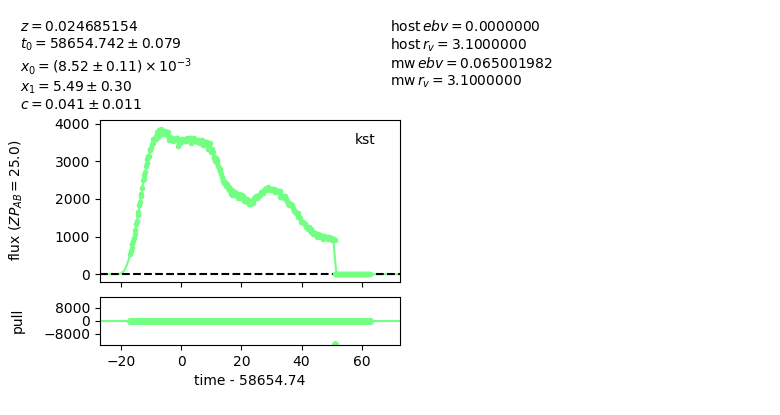 z = 0.024685154
t₀ = 58654.742 ± 0.079
x₀ = (8.52 ± 0.11) × 10⁻³
x₁ = 5.49 ± 0.30
c = 0.041 ± 0.011
host ebv = 0.0000000
host r_v = 3.1000000
mw ebv = 0.065001982
mw r_v = 3.1000000
4000
3000
2000
1000
0
flux (ZP_AB = 25.0)
kst
8000
0
−8000
pull
−20 0 20 40 60
time - 58654.74